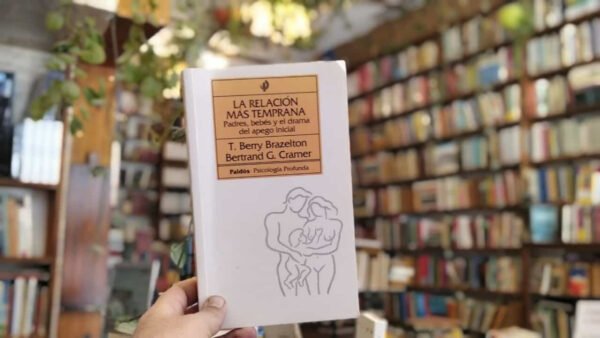 LA RELACIÓN
MÁS TEMPRANA
Padres, bebés y el drama
del apego inicial
T. Berry Brazelton
Bertrand G. Cramer
Paidós Psicología Profunda